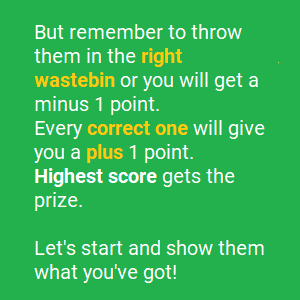 But remember to throw
them in the right
wastebin or you will get a
minus 1 point.
Every correct one will give
you a plus 1 point.
Highest score gets the
prize.
Let's start and show them
what you've got!